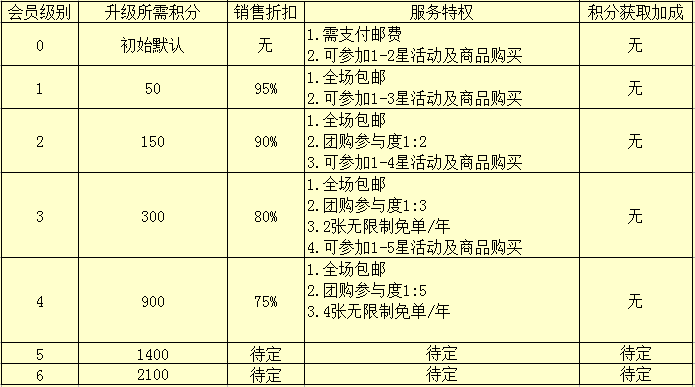 会员级别 升级所需积分 销售折扣 服务特权 积分获取加成
0 初始默认 无 1.需支付邮费 无
2.可参加1-2星活动及商品购买
1 50 95% 1.全场包邮 无
2.可参加1-3星活动及商品购买
2 150 90% 1.全场包邮 无
2.团购参与度1:2
3.可参加1-4星活动及商品购买
3 300 80% 1.全场包邮 无
2.团购参与度1:3
3.2张无限制免单/年
4.可参加1-5星活动及商品购买
4 900 75% 1.全场包邮 无
2.团购参与度1:5
3.4张无限制免单/年
5 1400 待定 待定 待定
6 2100 待定 待定 待定